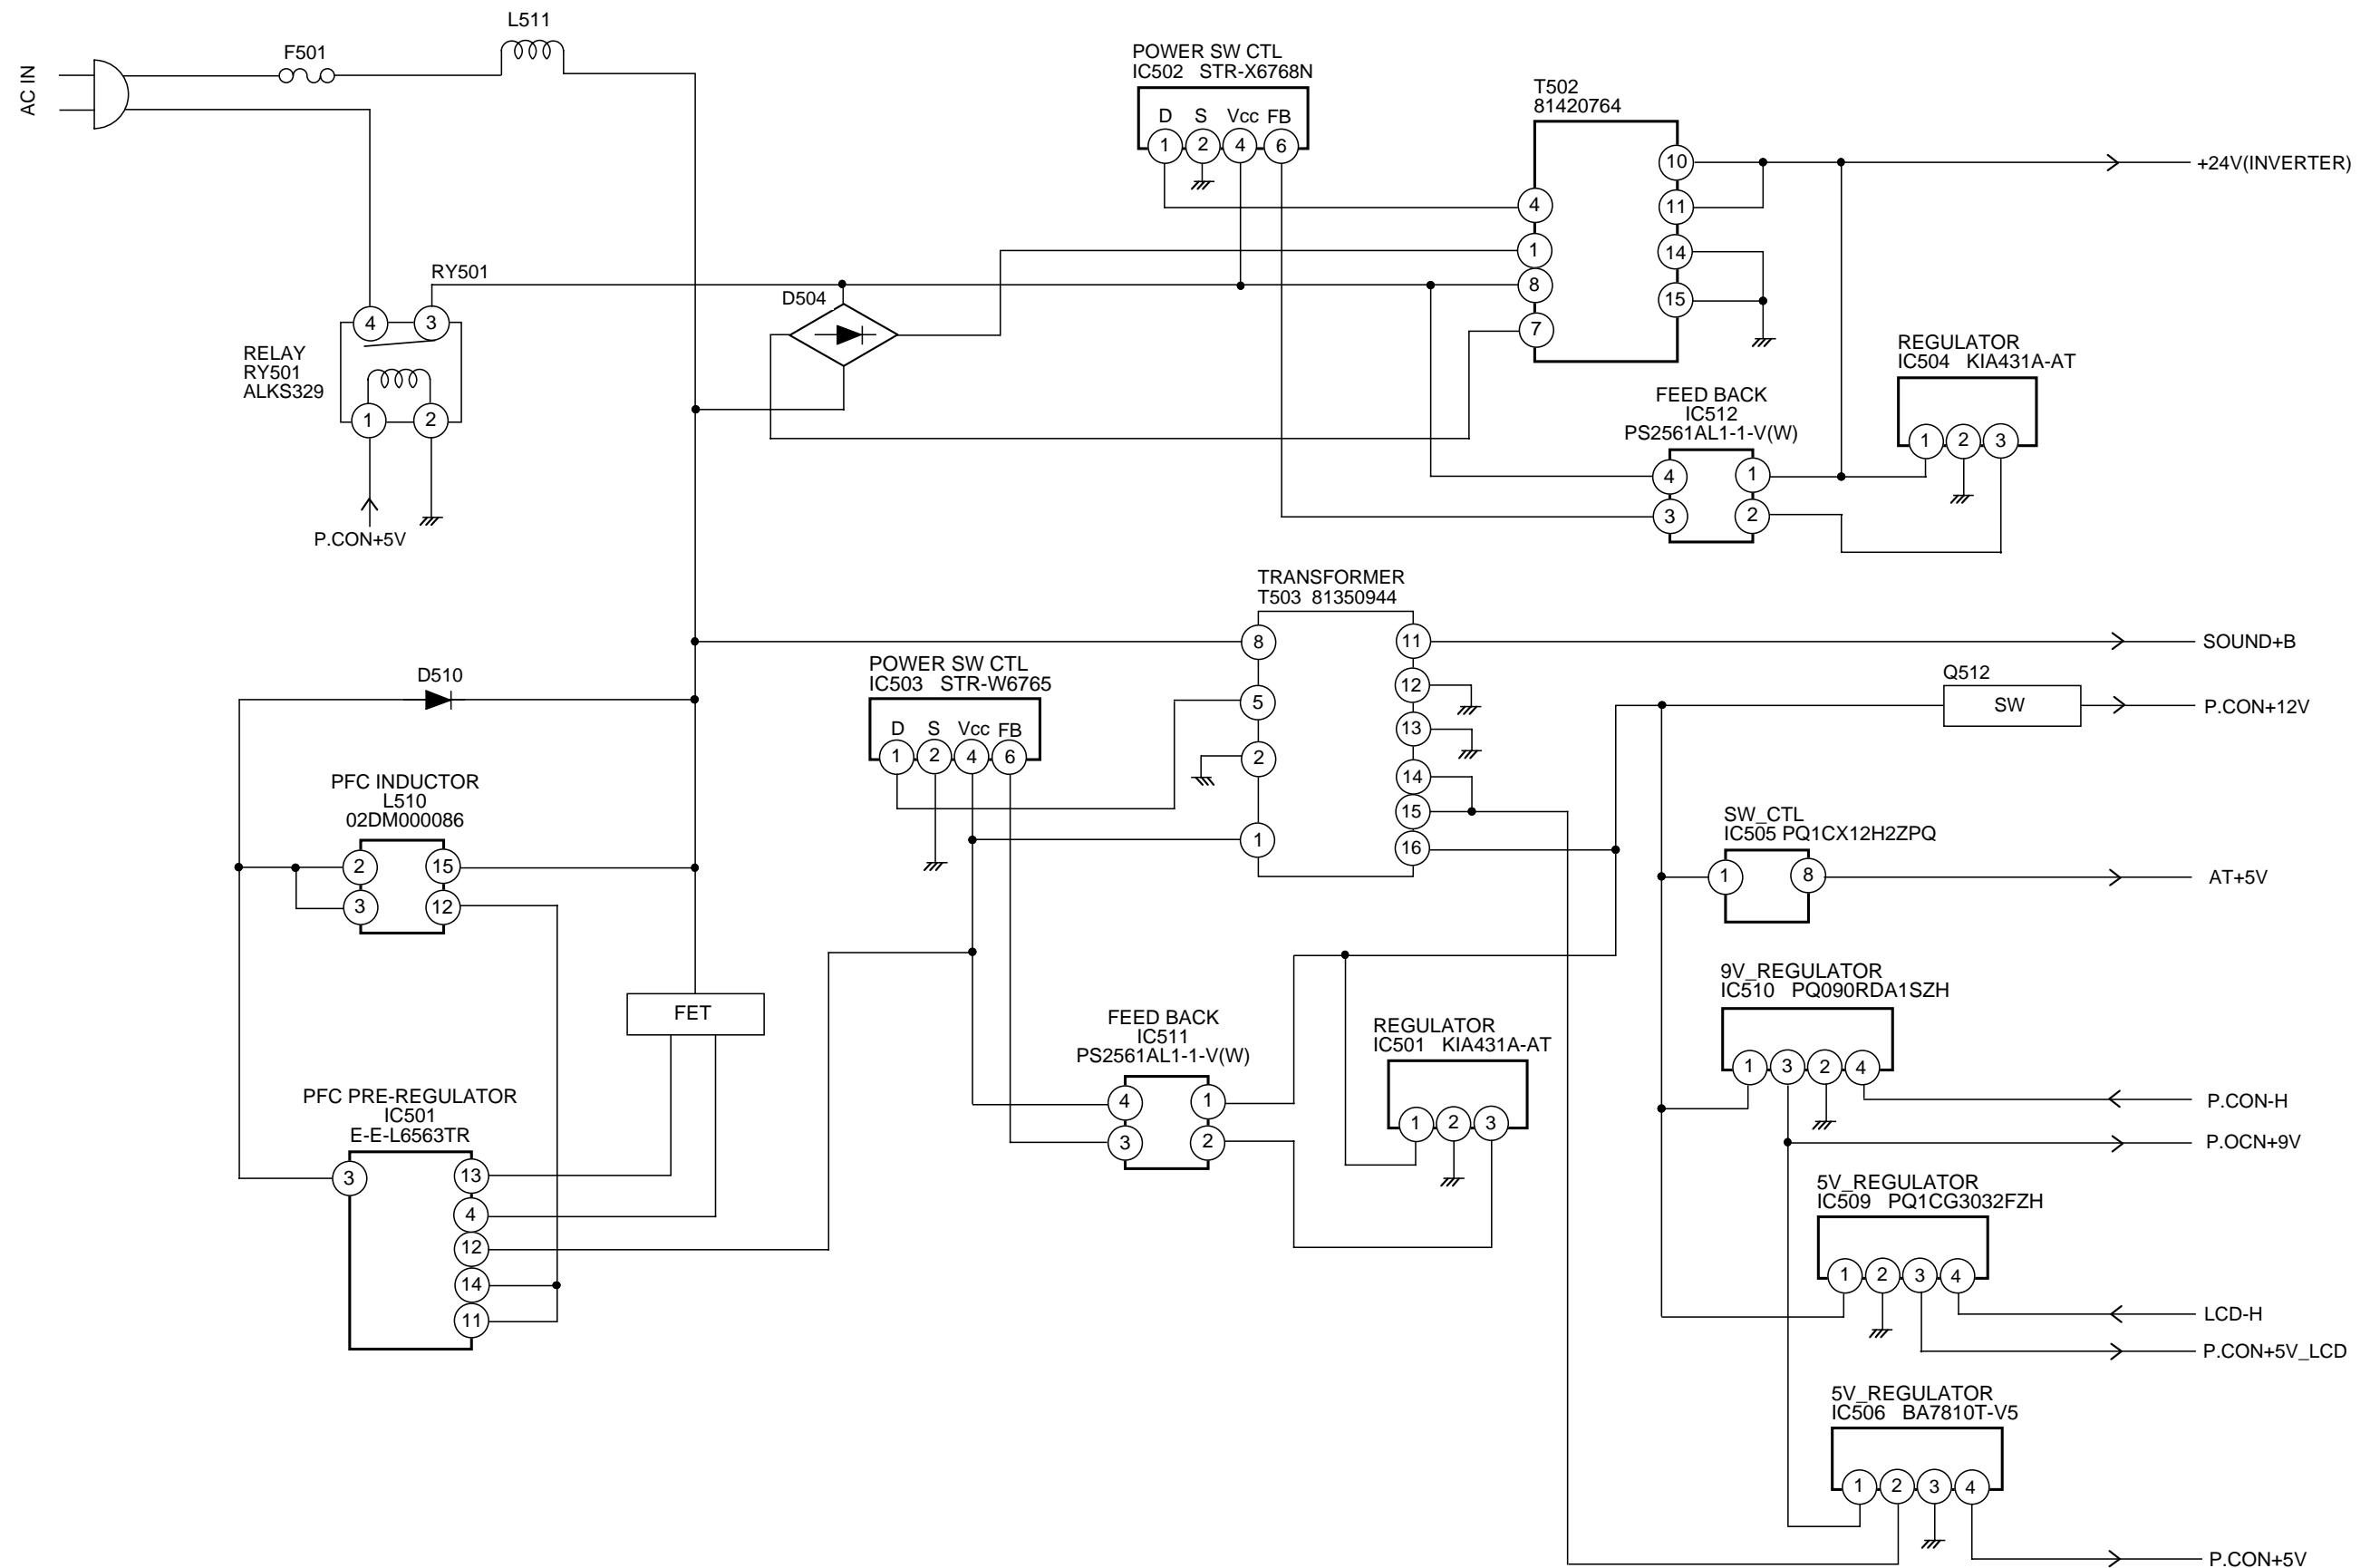 L511
F501
AC IN
POWER SW CTL
IC502 STR-X6768N
D S Vcc FB
1 2 4 6
T502
81420764
10
11
14
15
4
1
8
7
+24V(INVERTER)
RY501
D504
4 3
RELAY
RY501
ALKS329
1 2
P.CON+5V
REGULATOR
IC504 KIA431A-AT
1 2 3
FEED BACK
IC512
PS2561AL1-1-V(W)
4 1
3 2
TRANSFORMER
T503 81350944
8
5
2
1
11
12
13
14
15
16
SOUND+B
POWER SW CTL
IC503 STR-W6765
D S Vcc FB
1 2 4 6
D510
Q512
SW
P.CON+12V
PFC INDUCTOR
L510
02DM000086
2 15
3 12
SW_CTL
IC505 PQ1CX12H2ZPQ
1 8
AT+5V
FET
9V_REGULATOR
IC510 PQ090RDA1SZH
1 3 2 4
P.CON-H
P.OCN+9V
FEED BACK
IC511
PS2561AL1-1-V(W)
4 1
3 2
REGULATOR
IC501 KIA431A-AT
1 2 3
PFC PRE-REGULATOR
IC501
E-E-L6563TR
3
13
4
12
14
11
5V_REGULATOR
IC509 PQ1CG3032FZH
1 2 3 4
LCD-H
P.CON+5V_LCD
5V_REGULATOR
IC506 BA7810T-V5
1 2 3 4
P.CON+5V